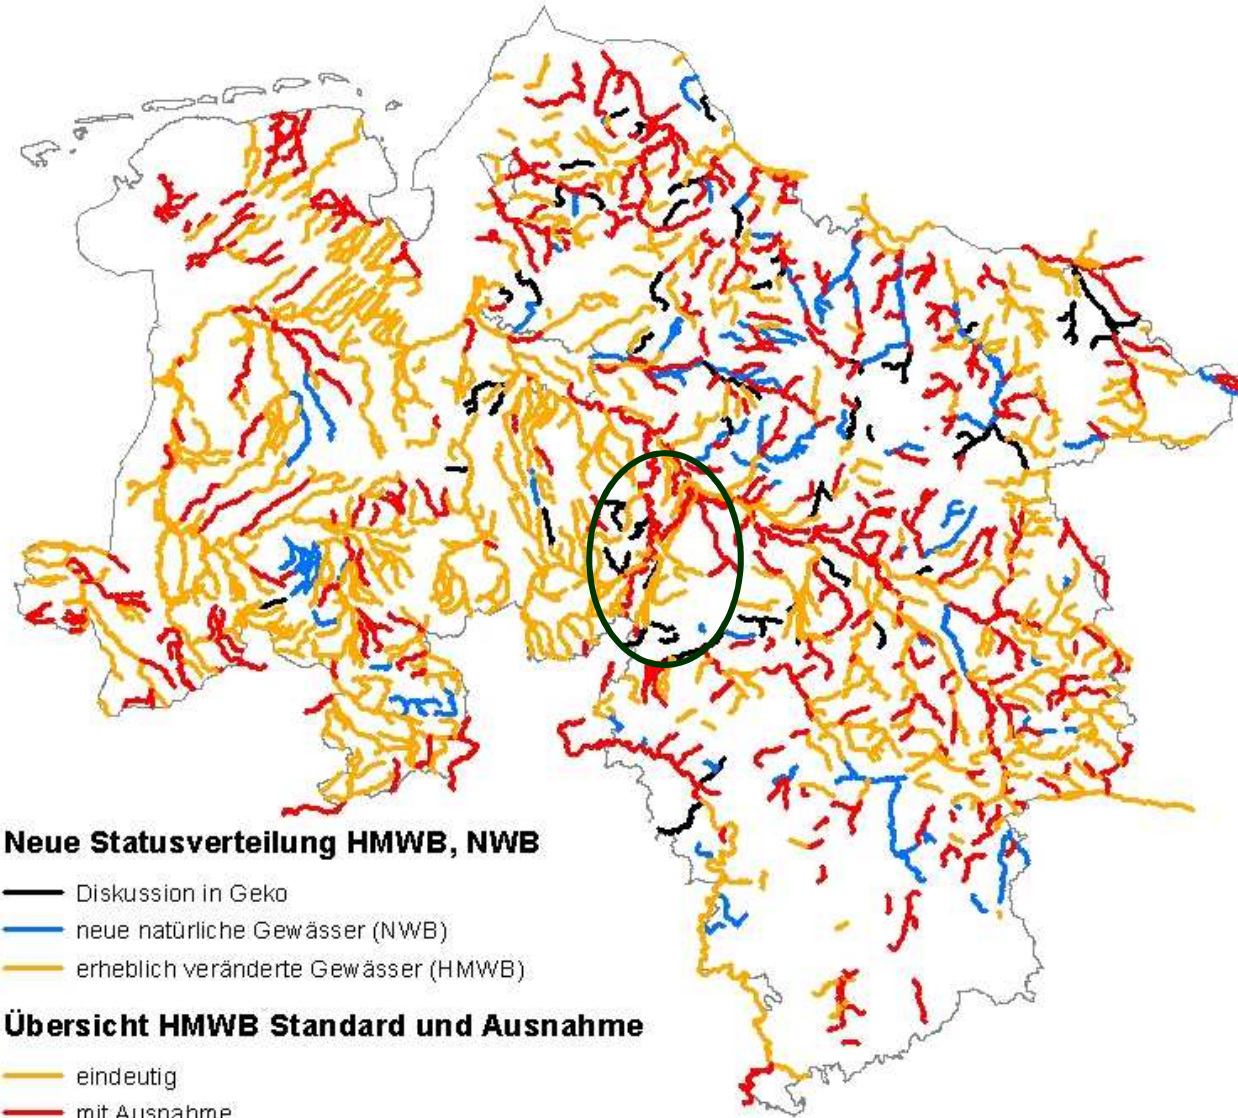 Neue Statusverteilung HMWB, NWB
Diskussion in Geko
neue natürliche Gewässer (NWB)
erheblich veränderte Gewässer (HMWB)
Übersicht HMWB Standard und Ausnahme
eindeutig
mit Ausnahme